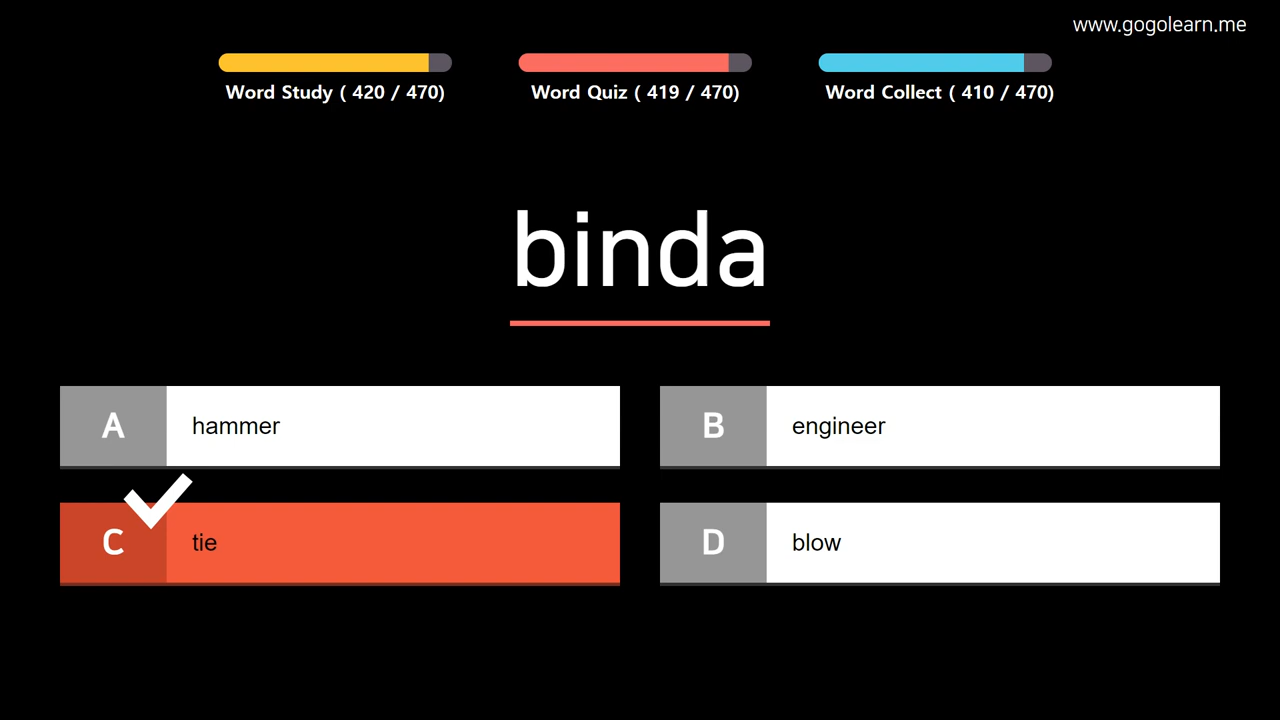 www.gogolearn.me
Word Study ( 420 / 470)
Word Quiz ( 419 / 470)
Word Collect ( 410 / 470)
binda
A hammer
B engineer
C tie
D blow